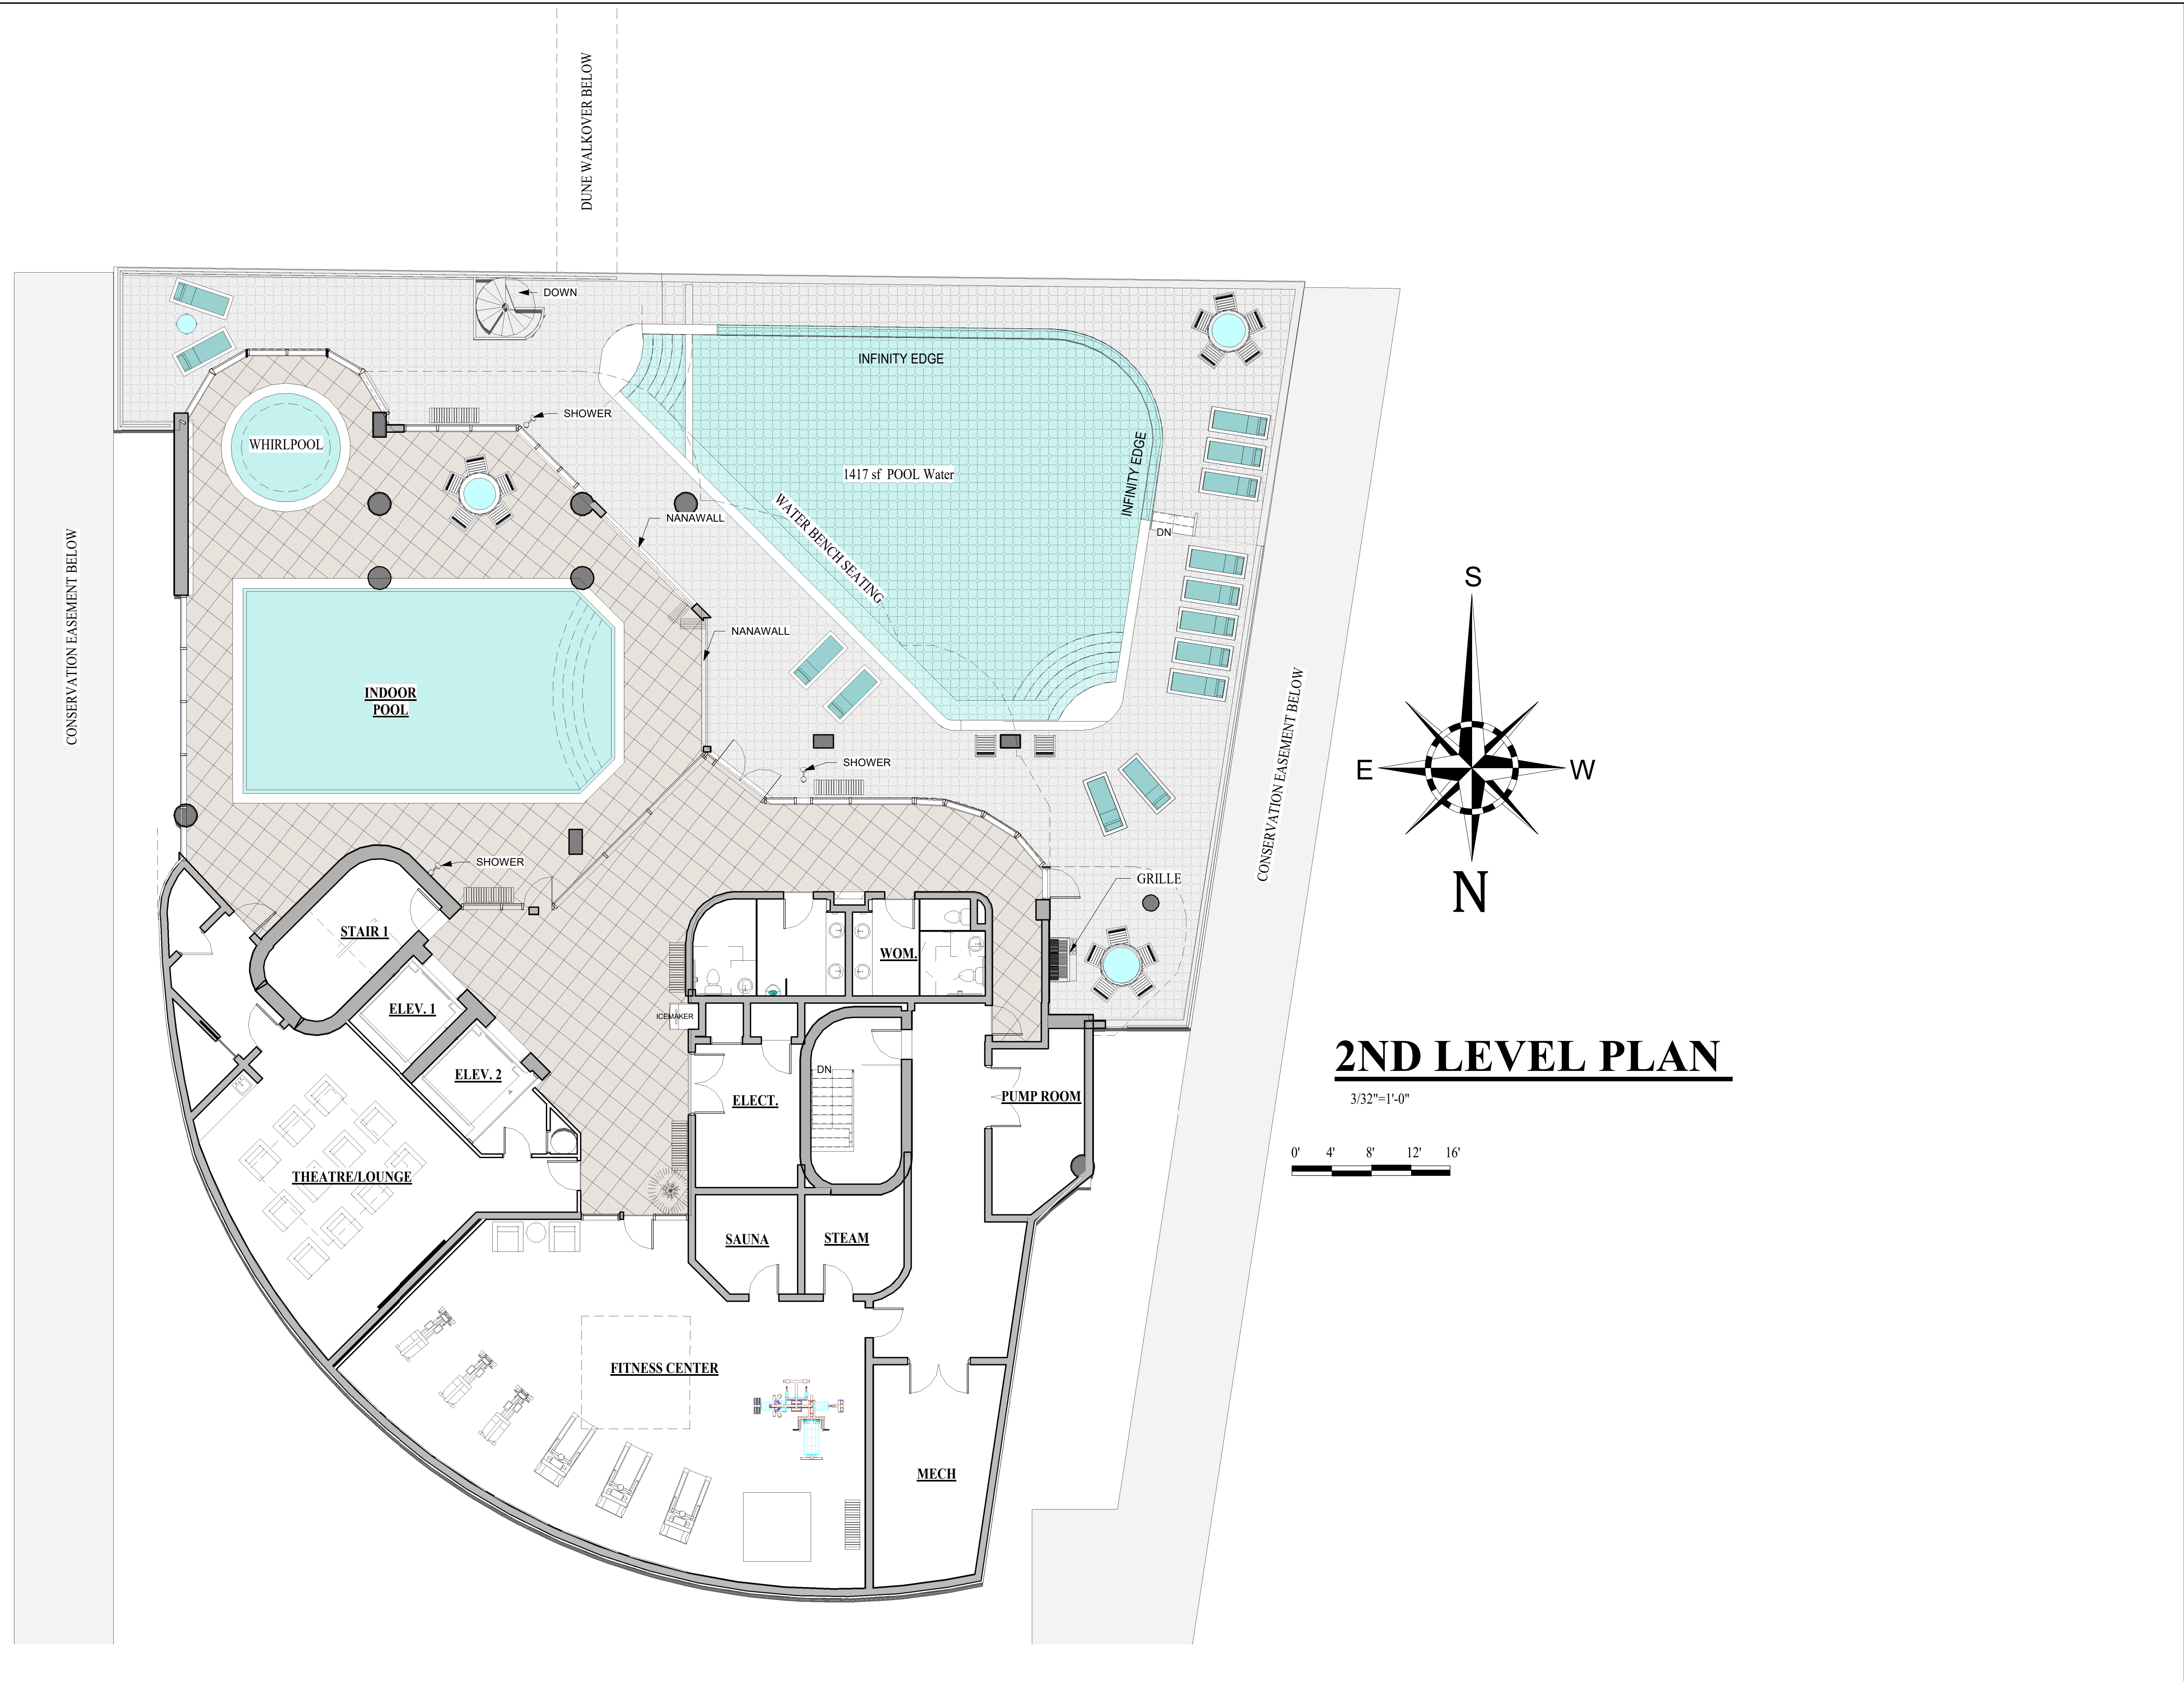 DUNE WALKOVER BELOW
DOWN
INFINITY EDGE
SHOWER
WHIRLPOOL
INFINITY EDGE
1417 sf POOL Water
WATER BENCH SEATING
NANAWALL
DN
CONSERVATION EASEMENT BELOW
S
NANAWALL
INDOOR
POOL
CONSERVATION EASEMENT BELOW
E
W
SHOWER
SHOWER
GRILLE
N
STAIR 1
WOM.
ELEV. 1
ICEMAKER
2ND LEVEL PLAN
ELEV. 2
DN
ELECT.
PUMP ROOM
3/32"=1'-0"
0' 4' 8' 12' 16'
THEATRE/LOUNGE
SAUNA
STEAM
FITNESS CENTER
MECH